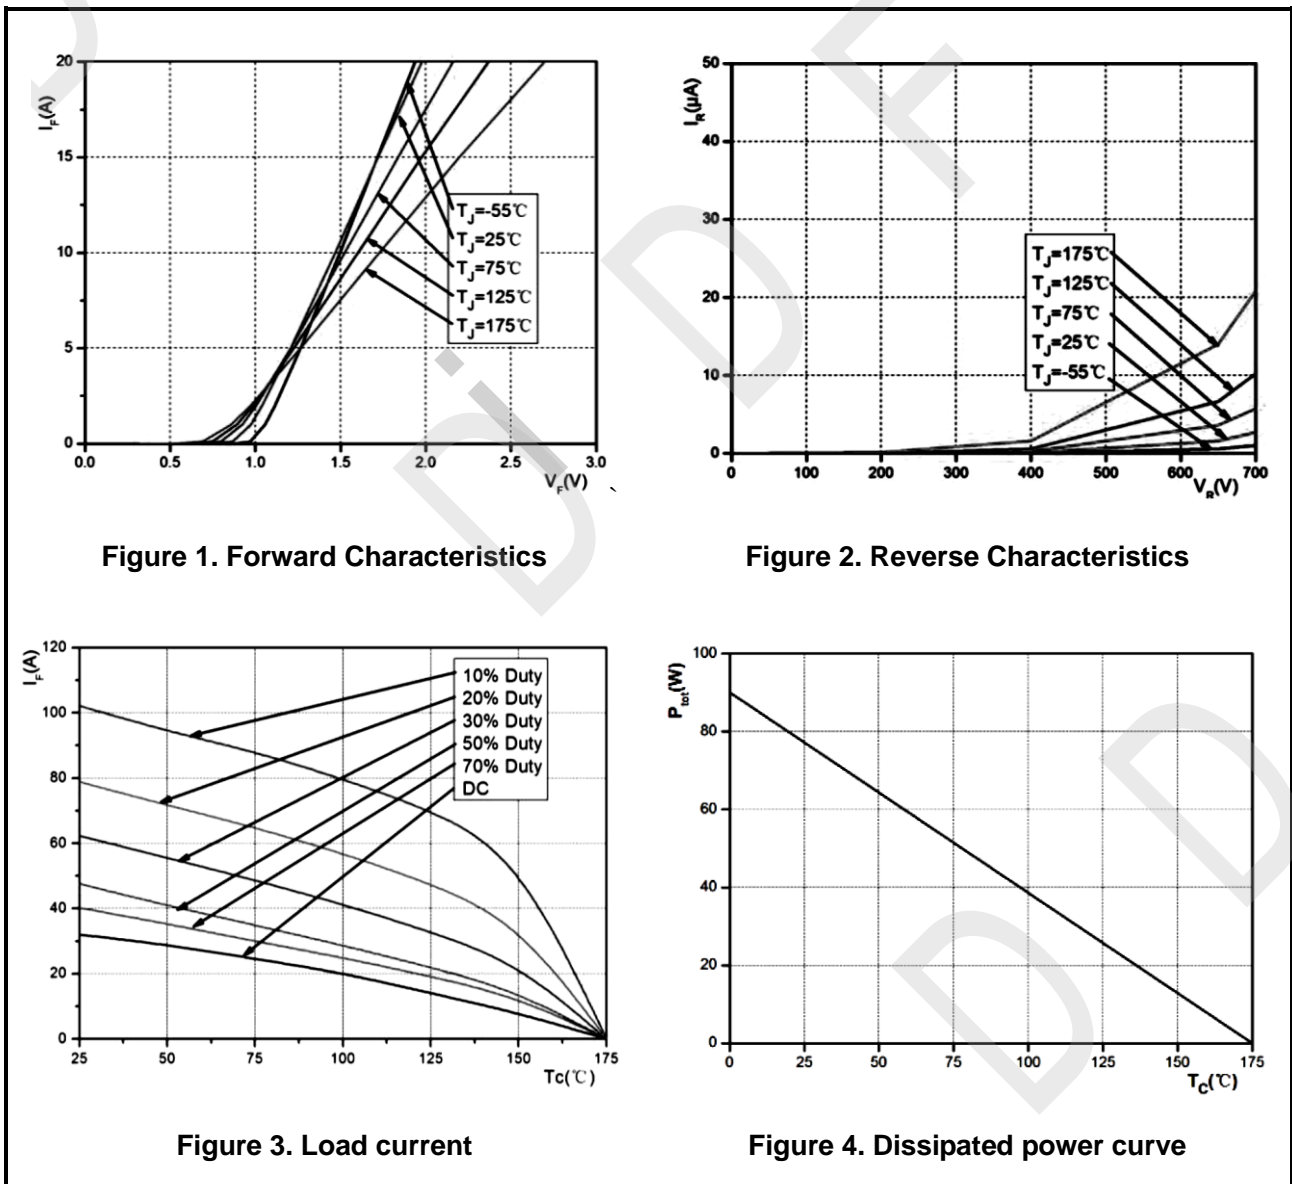 I_F(A)
20
15
10
5
0
0.0 0.5 1.0 1.5 2.0 2.5 3.0
V_F(V)
T_J=-55℃
T_J=25℃
T_J=75℃
T_J=125℃
T_J=175℃
Figure 1. Forward Characteristics
I_R(μA)
50
40
30
20
10
0
0 100 200 300 400 500 600 700
V_R(V)
T_J=175℃
T_J=125℃
T_J=75℃
T_J=25℃
T_J=-55℃
`
Figure 2. Reverse Characteristics
I_F(A)
120
100
80
60
40
20
0
25 50 75 100 125 150 175
Tc(℃)
10% Duty
20% Duty
30% Duty
50% Duty
70% Duty
DC
Figure 3. Load current
P_tot(W)
100
80
60
40
20
0
0 25 50 75 100 125 150 175
T_C(℃)
Figure 4. Dissipated power curve